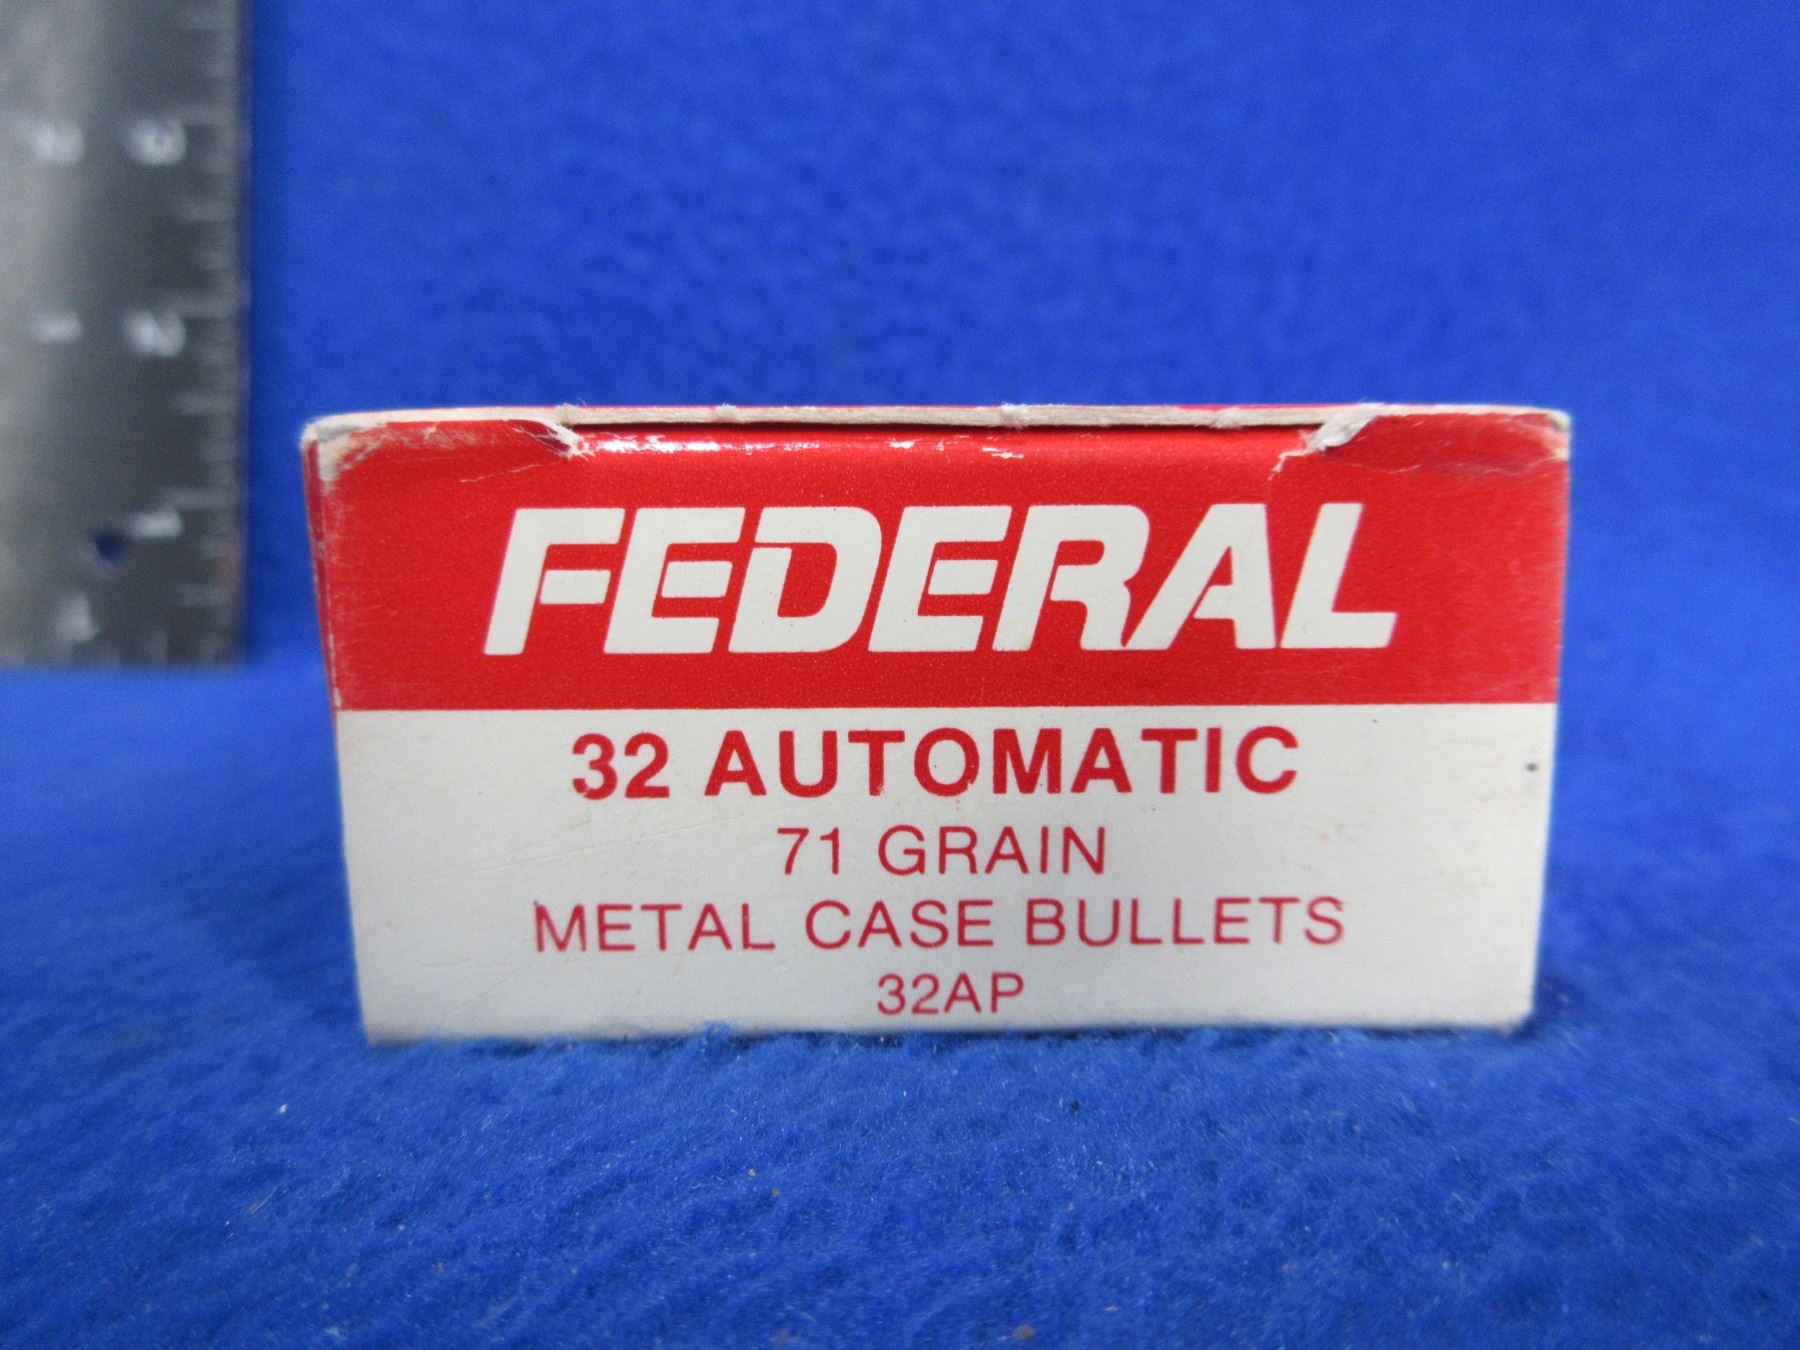 FEDERAL
32 AUTOMATIC
71 GRAIN
METAL CASE BULLETS
32AP